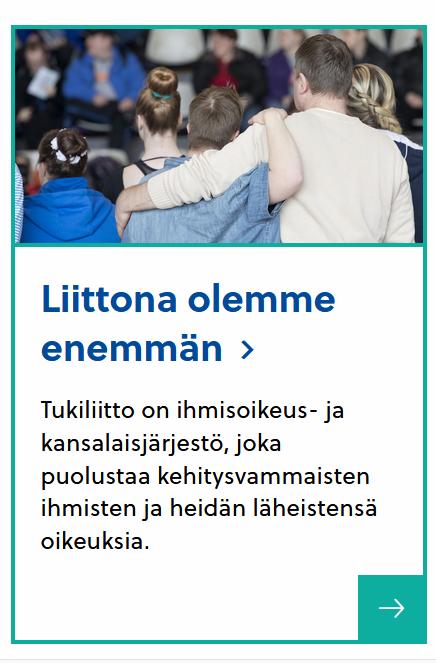 Liittona olemme
enemmän
Tukiliitto on ihmisoikeus- ja
kansalaisjärjestö, joka
puolustaa kehitysvammaisten
ihmisten ja heidän läheistensä
oikeuksia.